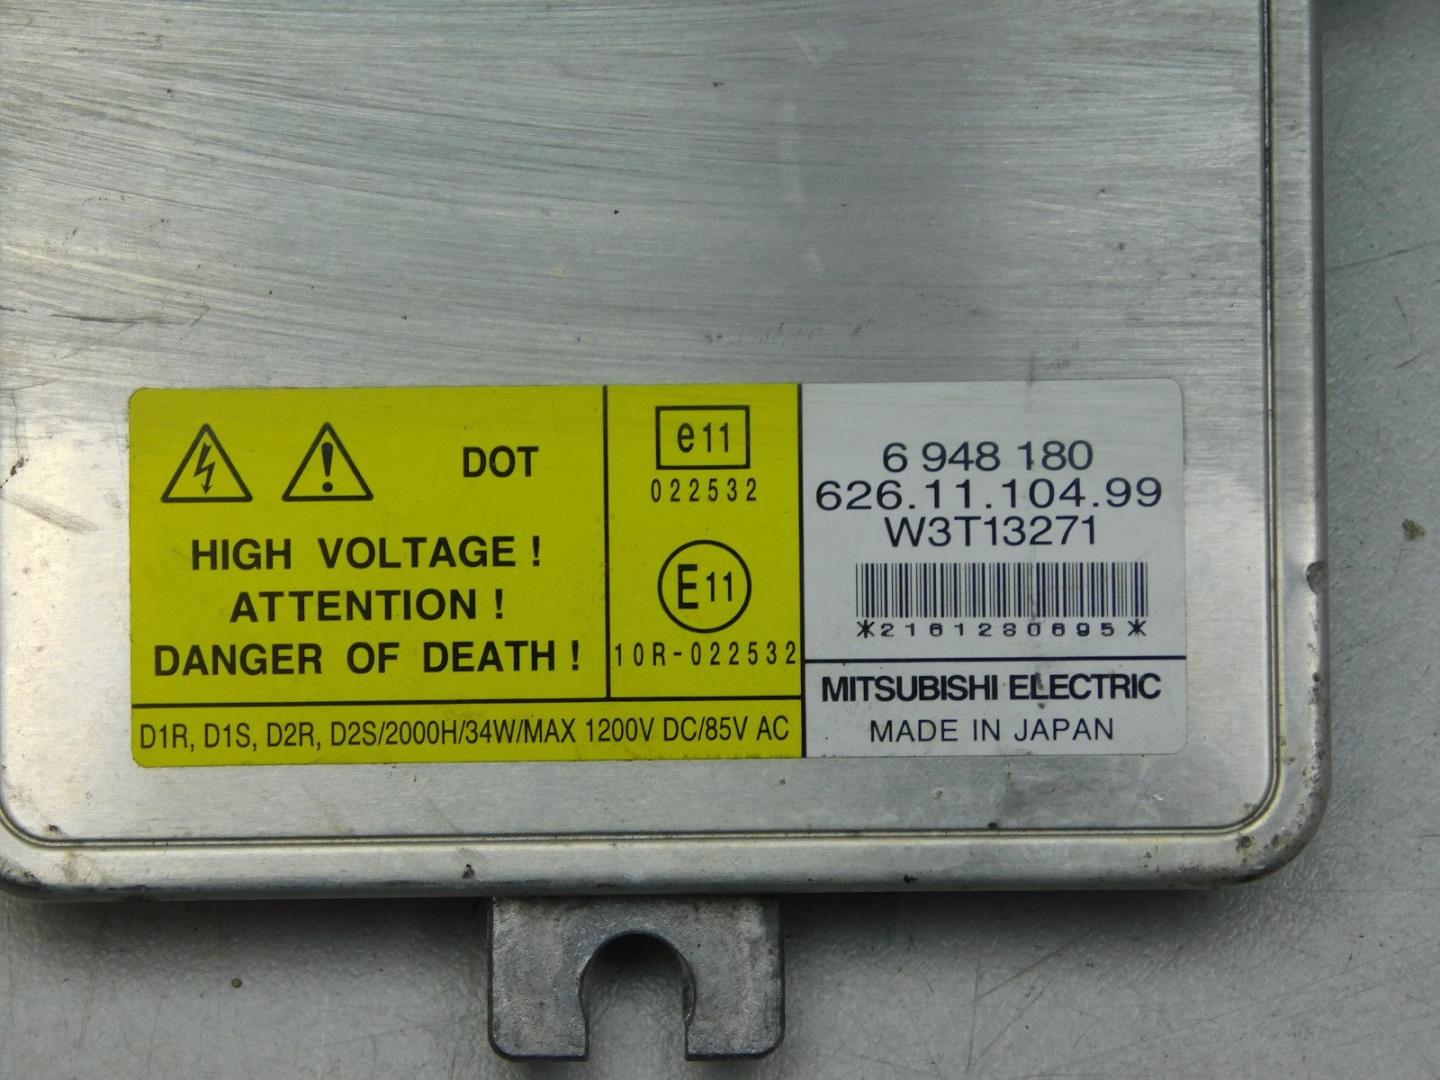 DOT
HIGH VOLTAGE !
ATTENTION !
DANGER OF DEATH !
e11
022532
E11
10R-022532
D1R, D1S, D2R, D2S/2000H/34W/MAX 1200V DC/85V AC
6 948 180
626.11.104.99
W3T13271
*2161280695*
MITSUBISHI ELECTRIC
MADE IN JAPAN